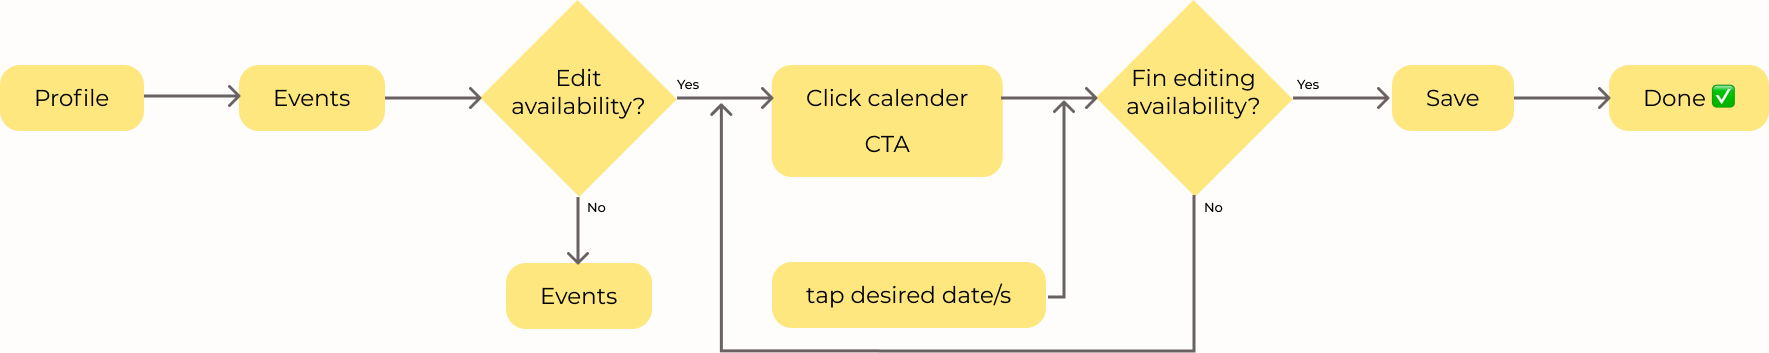 Profile
Events
Edit
availability?
Yes
No
Events
Click calender
CTA
tap desired date/s
Fin editing
availability?
Yes
No
Save
Done ✅